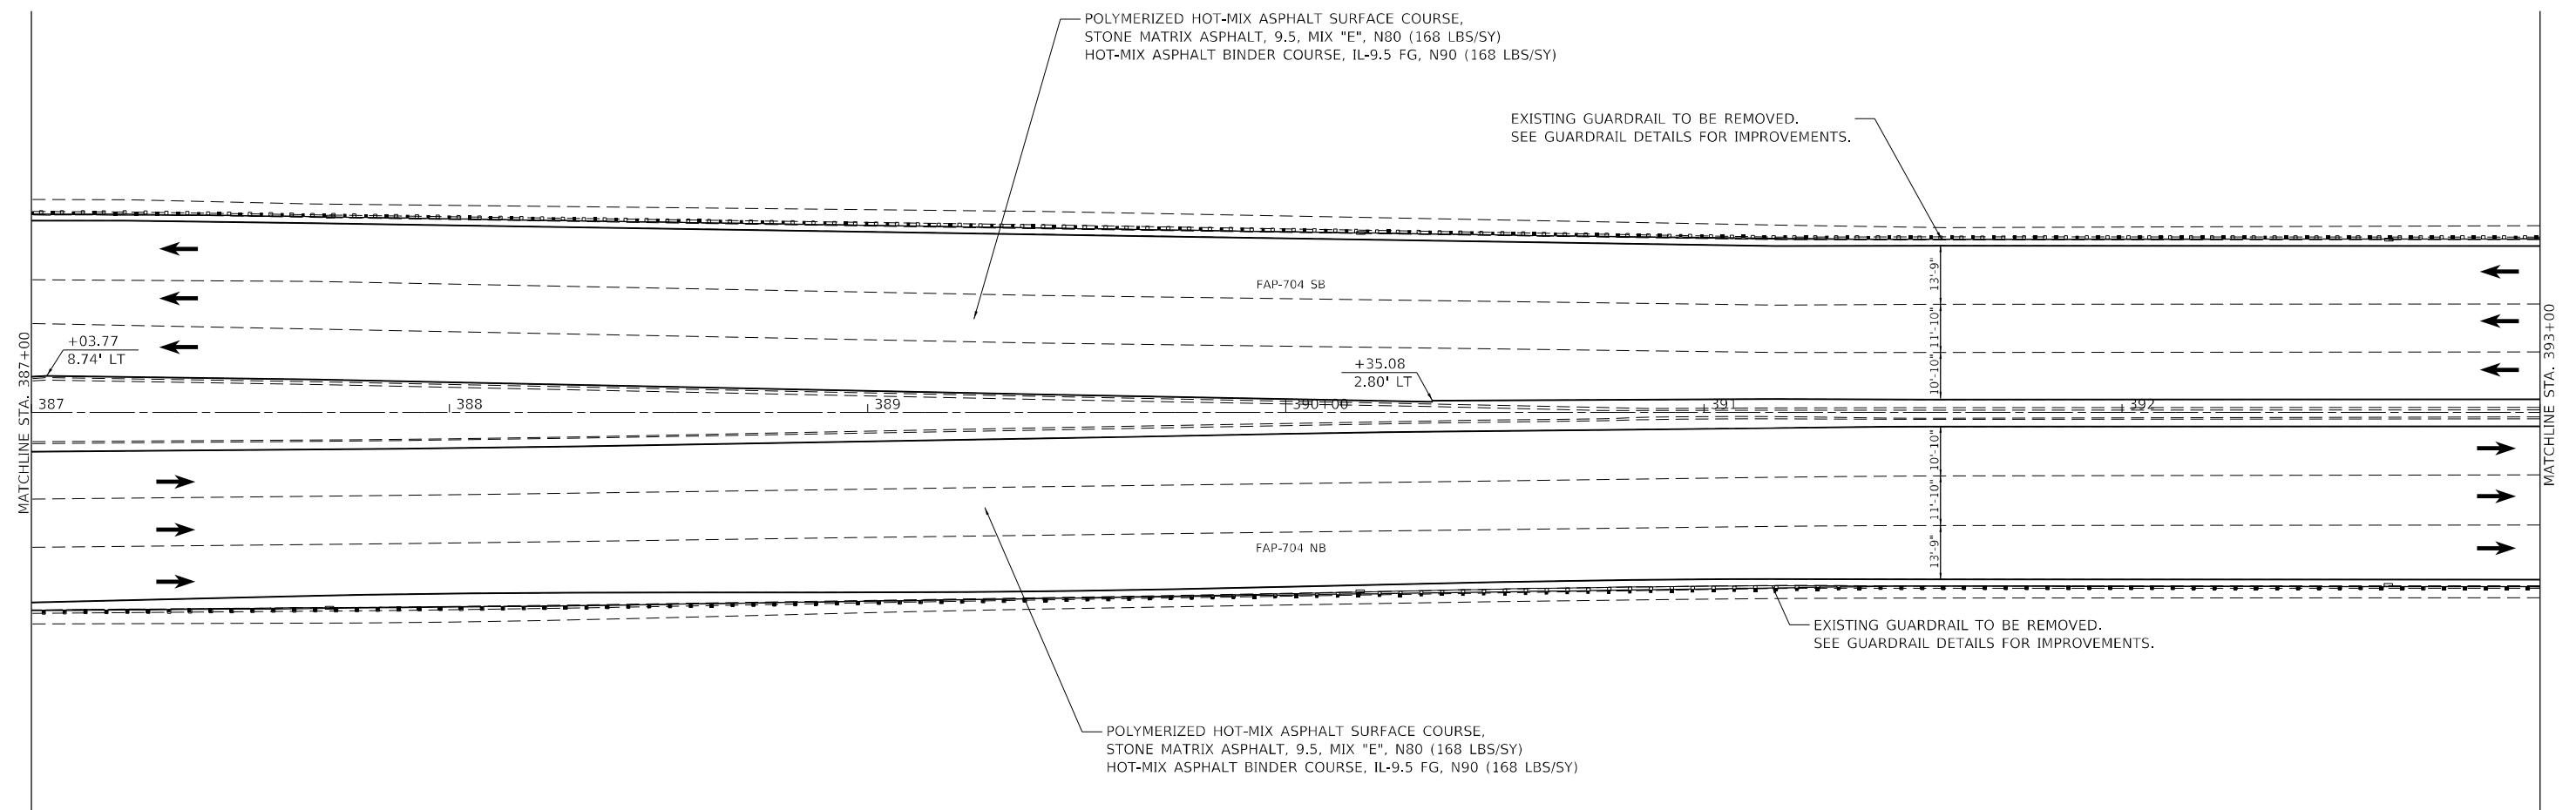 POLYMERIZED HOT-MIX ASPHALT SURFACE COURSE,
STONE MATRIX ASPHALT, 9.5, MIX "E", N80 (168 LBS/SY)
HOT-MIX ASPHALT BINDER COURSE, IL-9.5 FG, N90 (168 LBS/SY)
EXISTING GUARDRAIL TO BE REMOVED.
SEE GUARDRAIL DETAILS FOR IMPROVEMENTS.
FAP-704 SB
13'-9"
11'-10"
10'-10"
MATCHLINE STA. 387+00
+03.77
8.74' LT
+35.08
2.80' LT
MATCHLINE STA. 393+00
387
388
389
390+00
391
392
10'-10"
11'-10"
13'-9"
FAP-704 NB
EXISTING GUARDRAIL TO BE REMOVED.
SEE GUARDRAIL DETAILS FOR IMPROVEMENTS.
POLYMERIZED HOT-MIX ASPHALT SURFACE COURSE,
STONE MATRIX ASPHALT, 9.5, MIX "E", N80 (168 LBS/SY)
HOT-MIX ASPHALT BINDER COURSE, IL-9.5 FG, N90 (168 LBS/SY)